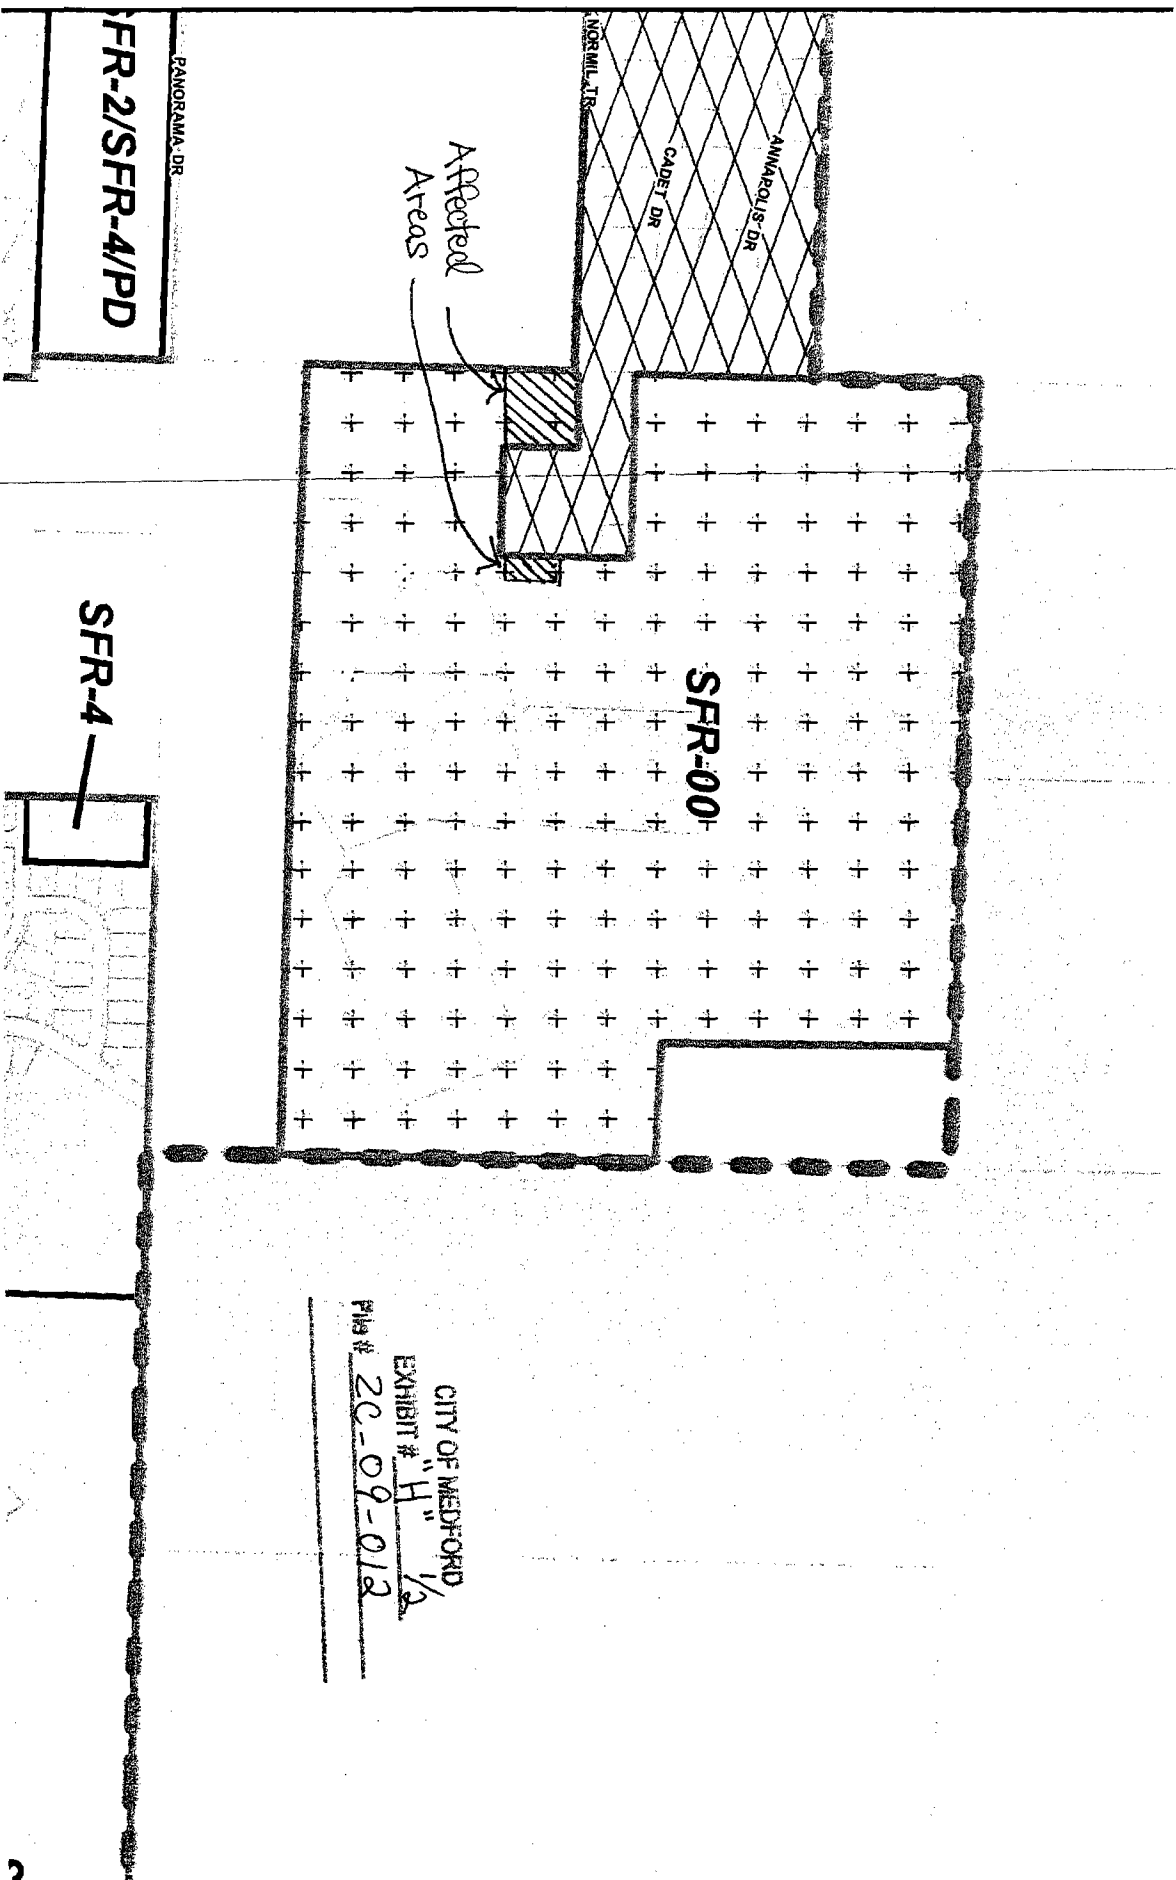 ANNAPOLIS DR
CADET DR
NORMIL TR
Affected
Areas
PANORAMA DR
SFR-2/SFR-4/PD
SFR-00
SFR-4
CITY OF MEDFORD
EXHIBIT # "H" 1/2
File # ZC-09-012